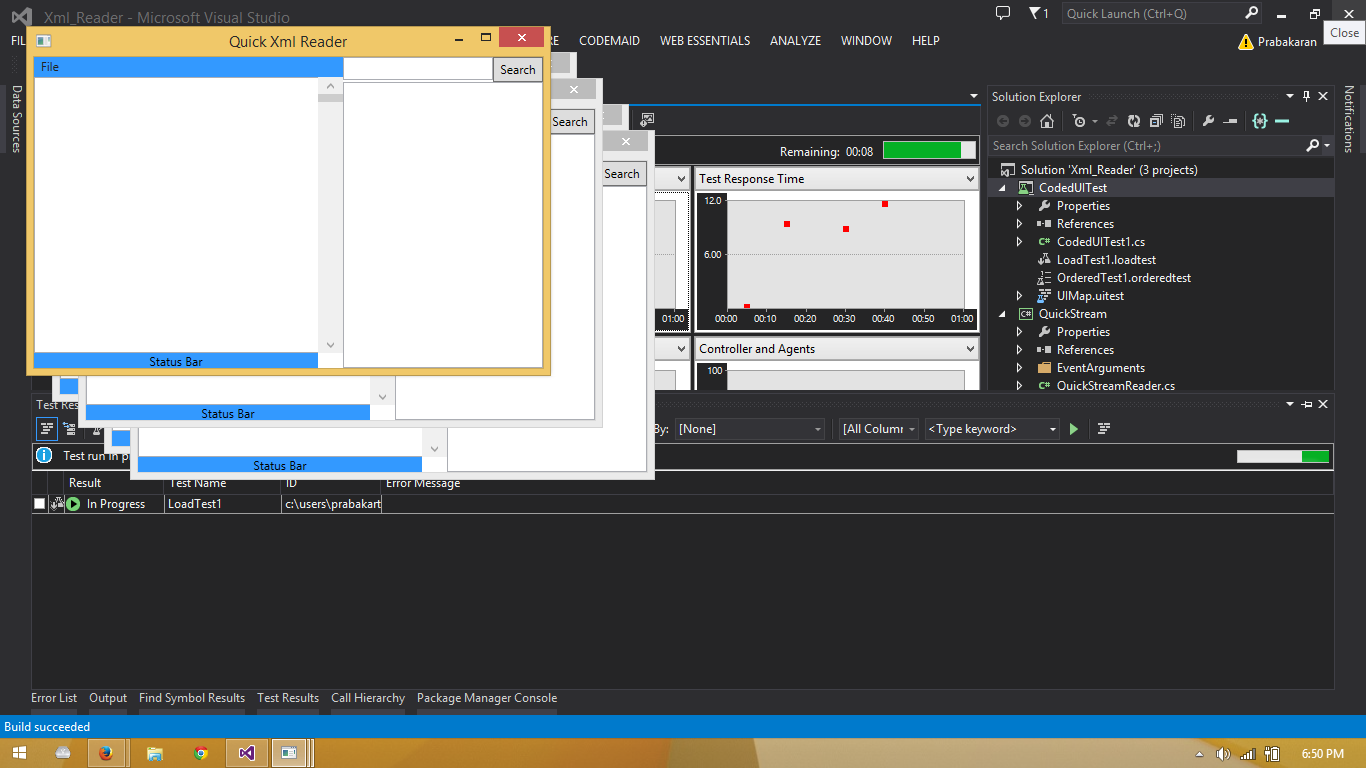 Xml_Reader - Microsoft Visual Studio
1
Quick Launch (Ctrl+Q)
CODEMAID WEB ESSENTIALS ANALYZE WINDOW HELP
Prabakaran
Close
Quick Xml Reader
File
Search
Status Bar
Search
Search
Status Bar
Status Bar
Data Sources
Notifications
Remaining: 00:08
Test Response Time
12.0
6.00
00:00 00:10 00:20 00:30 00:40 00:50 01:00
01:00
Controller and Agents
100
Solution Explorer
Search Solution Explorer (Ctrl+;)
Solution 'Xml_Reader' (3 projects)
CodedUITest
Properties
References
CodedUITest1.cs
LoadTest1.loadtest
OrderedTest1.orderedtest
UIMap.uitest
QuickStream
Properties
References
EventArguments
QuickStreamReader.cs
Test Res
By: [None] [All Column <Type keyword>
Test run in p
Result Test Name ID Error Message
In Progress LoadTest1 c:\users\prabakart
Error List Output Find Symbol Results Test Results Call Hierarchy Package Manager Console
Build succeeded
6:50 PM